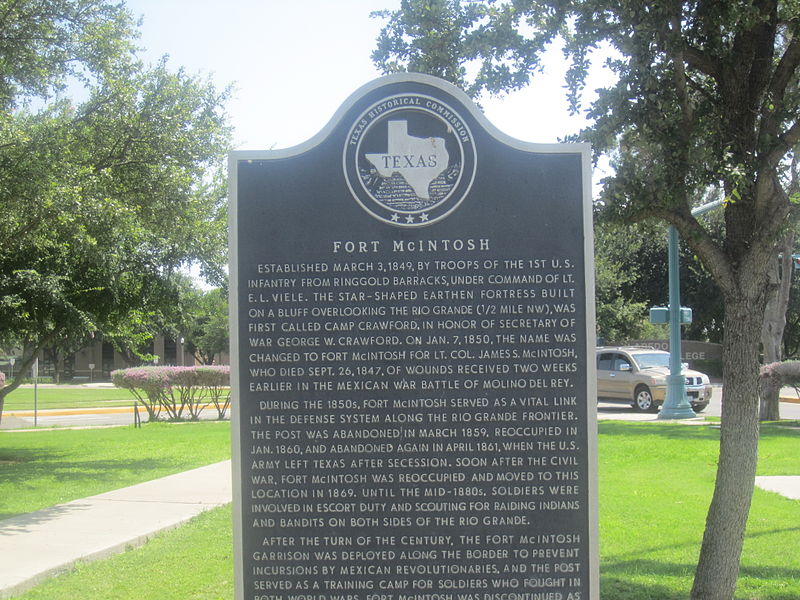 TEXAS HISTORICAL COMMISSION
TEXAS
FORT McINTOSH
ESTABLISHED MARCH 3, 1849, BY TROOPS OF THE 1ST U.S.
INFANTRY FROM RINGGOLD BARRACKS, UNDER COMMAND OF LT.
E. L. VIELE. THE STAR-SHAPED EARTHEN FORTRESS BUILT
ON A BLUFF OVERLOOKING THE RIO GRANDE (1/2 MILE NW), WAS
FIRST CALLED CAMP CRAWFORD, IN HONOR OF SECRETARY OF
WAR GEORGE W. CRAWFORD. ON JAN. 7, 1850, THE NAME WAS
CHANGED TO FORT McINTOSH FOR LT. COL. JAMES S. McINTOSH,
WHO DIED SEPT. 26, 1847, OF WOUNDS RECEIVED TWO WEEKS
EARLIER IN THE MEXICAN WAR BATTLE OF MOLINO DEL REY.
DURING THE 1850s, FORT McINTOSH SERVED AS A VITAL LINK
IN THE DEFENSE SYSTEM ALONG THE RIO GRANDE FRONTIER.
THE POST WAS ABANDONED IN MARCH 1859, REOCCUPIED IN
JAN. 1860, AND ABANDONED AGAIN IN APRIL 1861, WHEN THE U.S.
ARMY LEFT TEXAS AFTER SECESSION. SOON AFTER THE CIVIL
WAR, FORT McINTOSH WAS REOCCUPIED AND MOVED TO THIS
LOCATION IN 1869. UNTIL THE MID-1880s, SOLDIERS WERE
INVOLVED IN ESCORT DUTY AND SCOUTING FOR RAIDING INDIANS
AND BANDITS ON BOTH SIDES OF THE RIO GRANDE.
AFTER THE TURN OF THE CENTURY, THE FORT McINTOSH
GARRISON WAS DEPLOYED ALONG THE BORDER TO PREVENT
INCURSIONS BY MEXICAN REVOLUTIONARIES, AND THE POST
SERVED AS A TRAINING CAMP FOR SOLDIERS WHO FOUGHT IN
BOTH WORLD WARS. FORT McINTOSH WAS DISCONTINUED AS